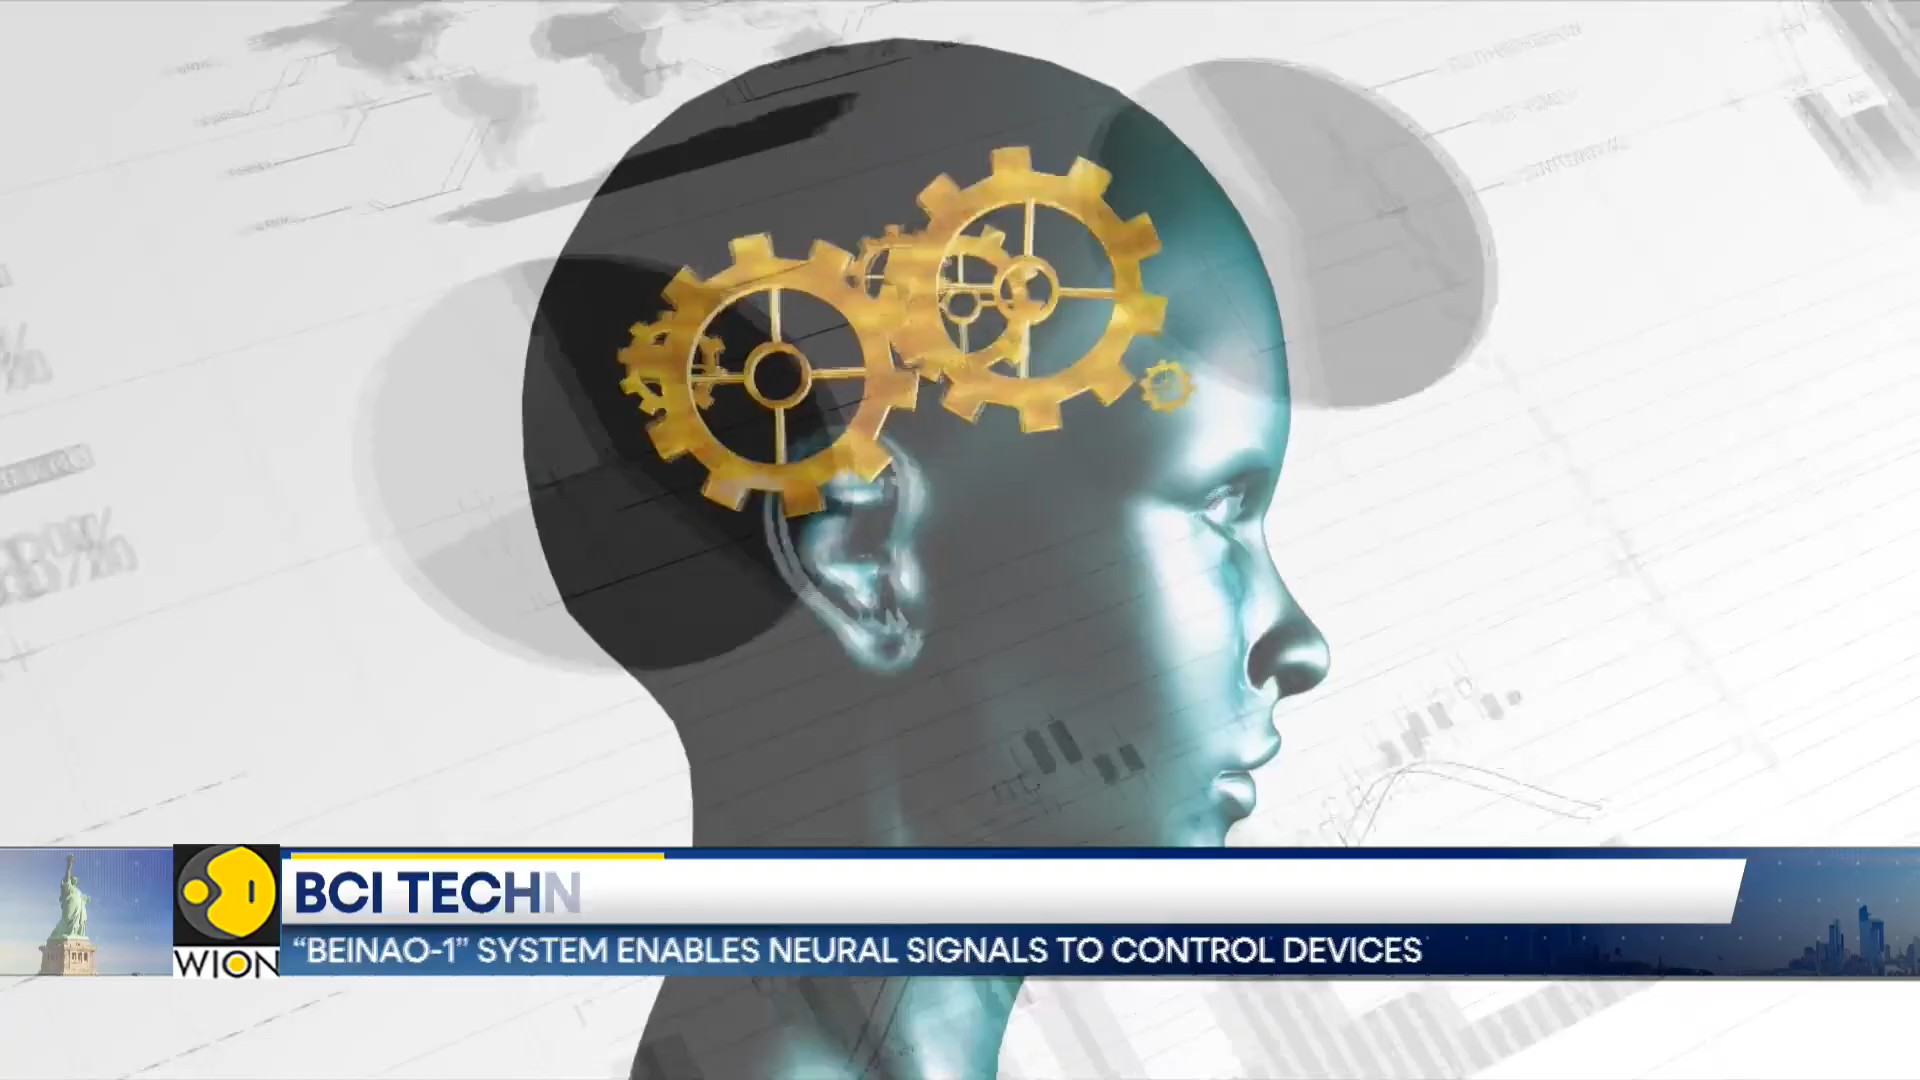 BCI TECHN
“BEINAO-1” SYSTEM ENABLES NEURAL SIGNALS TO CONTROL DEVICES
WION